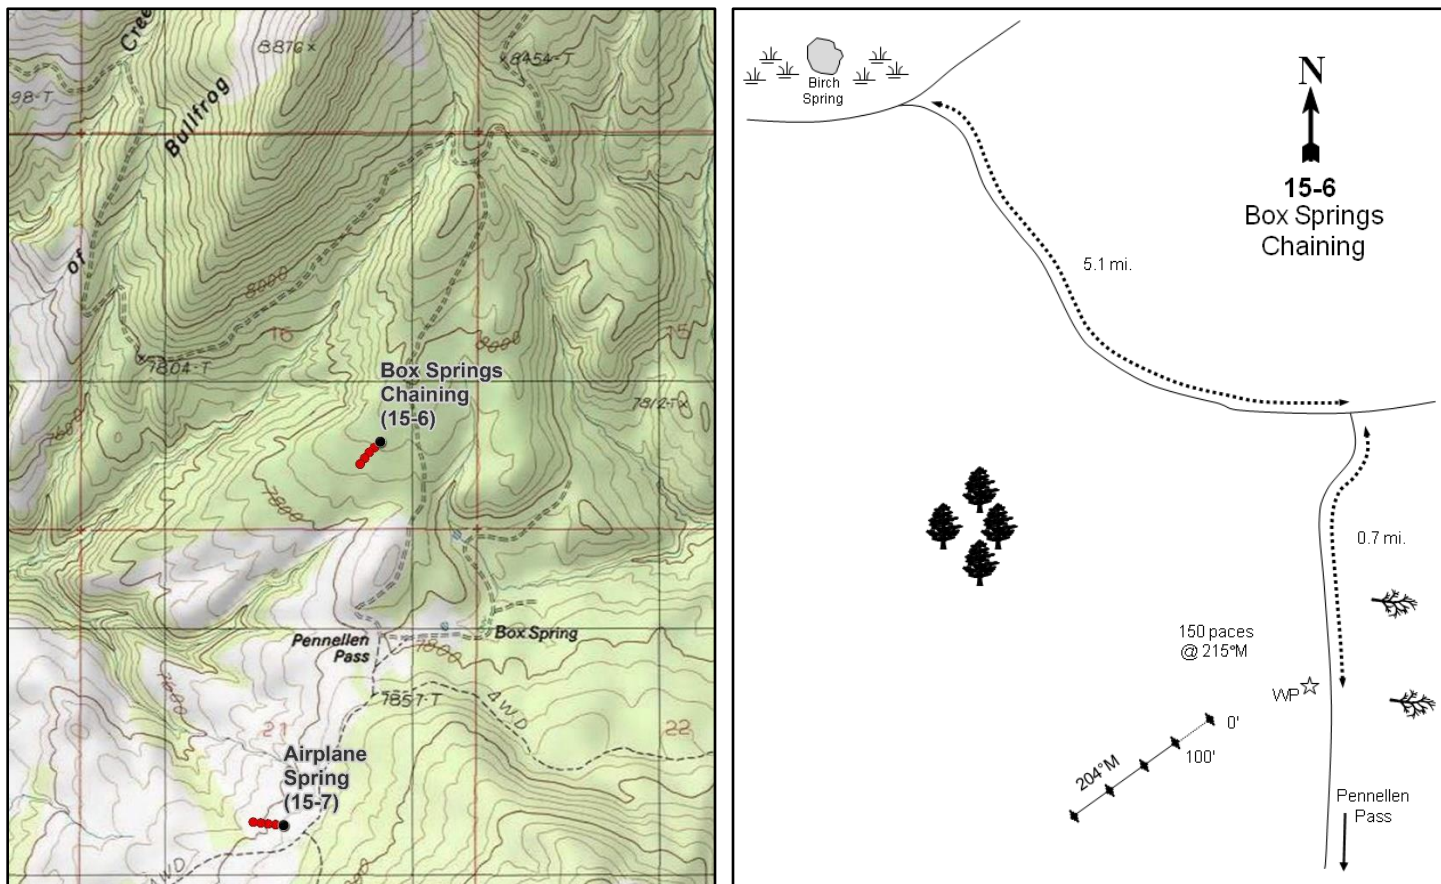 Cree
8876×
×8454-T
98-T
Bullfrog
of
8000
16
15
8000
7804-T
Box Springs
Chaining
(15-6)
7812-T×
7600
7800
Pennellen
Pass
Box Spring
7800
7857-T
4WD
7600
21
22
Airplane
Spring
(15-7)
4WD
7800
Birch
Spring
N
15-6
Box Springs
Chaining
5.1 mi.
0.7 mi.
150 paces
@ 215°M
WP
0'
100'
204°M
Pennellen
Pass